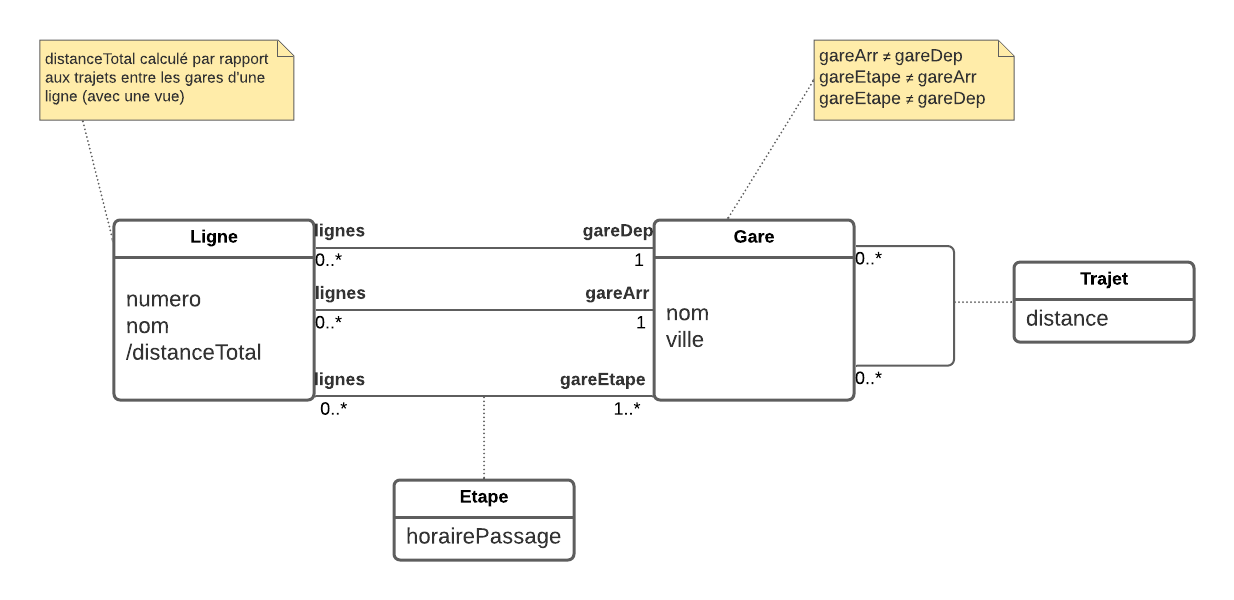 distanceTotal calculé par rapport
aux trajets entre les gares d'une
ligne (avec une vue)
gareArr ≠ gareDep
gareEtape ≠ gareArr
gareEtape ≠ gareDep
Ligne
numero
nom
/distanceTotal
lignes
gareDep
0..*
1
lignes
gareArr
0..*
1
lignes
gareEtape
0..*
1..*
Gare
nom
ville
0..*
0..*
Trajet
distance
Etape
horairePassage